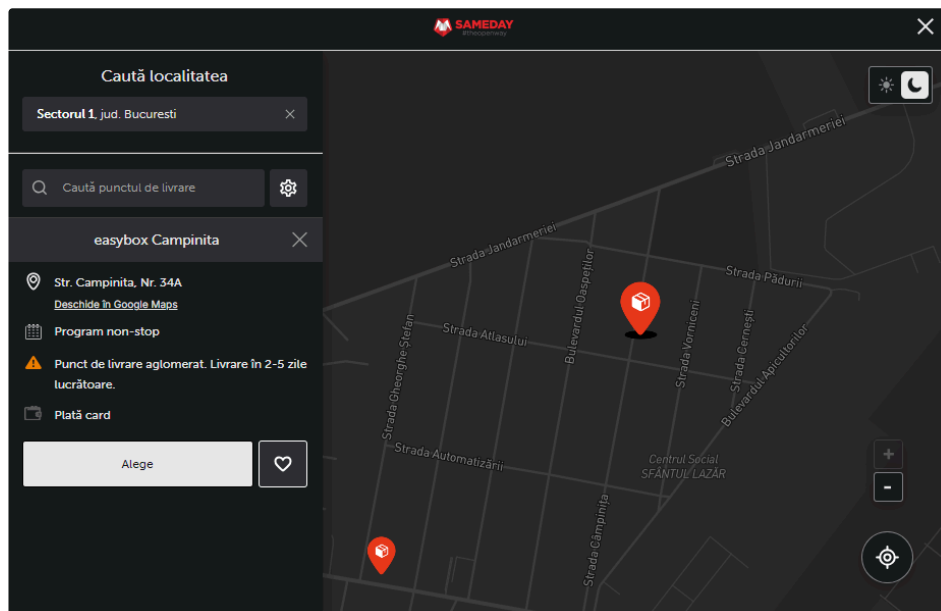 SAMEDAY
#theopenway
Caută localitatea
Sectorul 1, jud. Bucuresti
Caută punctul de livrare
easybox Campinita
Str. Campinita, Nr. 34A
Deschide în Google Maps
Program non-stop
Punct de livrare aglomerat. Livrare în 2-5 zile
lucrătoare.
Plată card
Alege
Strada Jandarmeriei
Strada Jandarmeriei
Bulevardul Oaspeților
Strada Pădurii
Strada Gheorghe Ștefan
Strada Atlasului
Strada Vorniceni
Strada Cernești
Bulevardul Apicultorilor
Strada Automatizării
Centrul Social
SFÂNTUL LAZĂR
Strada Câmpinița
+
-